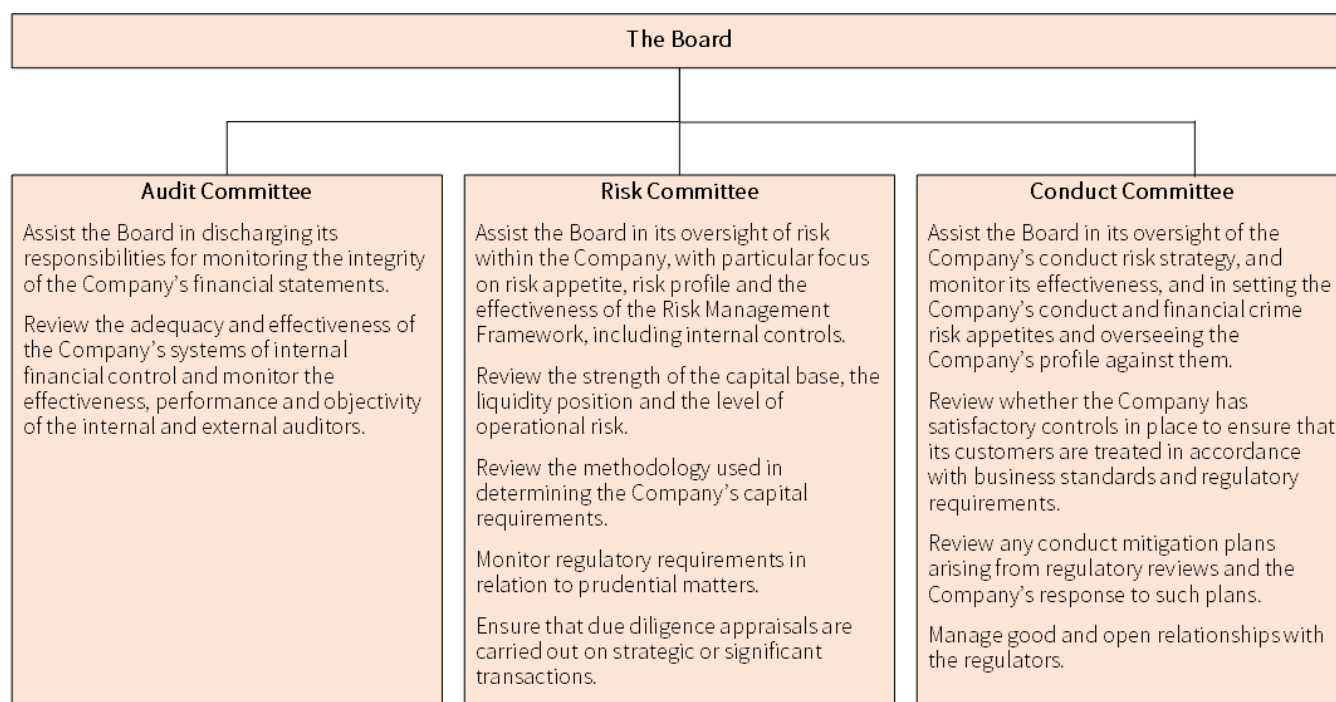 The Board
Audit Committee
Assist the Board in discharging its
responsibilities for monitoring the integrity
of the Company's financial statements.
Review the adequacy and effectiveness of
the Company's systems of internal
financial control and monitor the
effectiveness, performance and objectivity
of the internal and external auditors.
Risk Committee
Assist the Board in its oversight of risk
within the Company, with particular focus
on risk appetite, risk profile and the
effectiveness of the Risk Management
Framework, including internal controls.
Review the strength of the capital base, the
liquidity position and the level of
operational risk.
Review the methodology used in
determining the Company's capital
requirements.
Monitor regulatory requirements in
relation to prudential matters.
Ensure that due diligence appraisals are
carried out on strategic or significant
transactions.
Conduct Committee
Assist the Board in its oversight of the
Company's conduct risk strategy, and
monitor its effectiveness, and in setting the
Company's conduct and financial crime
risk appetites and overseeing the
Company's profile against them.
Review whether the Company has
satisfactory controls in place to ensure that
its customers are treated in accordance
with business standards and regulatory
requirements.
Review any conduct mitigation plans
arising from regulatory reviews and the
Company's response to such plans.
Manage good and open relationships with
the regulators.